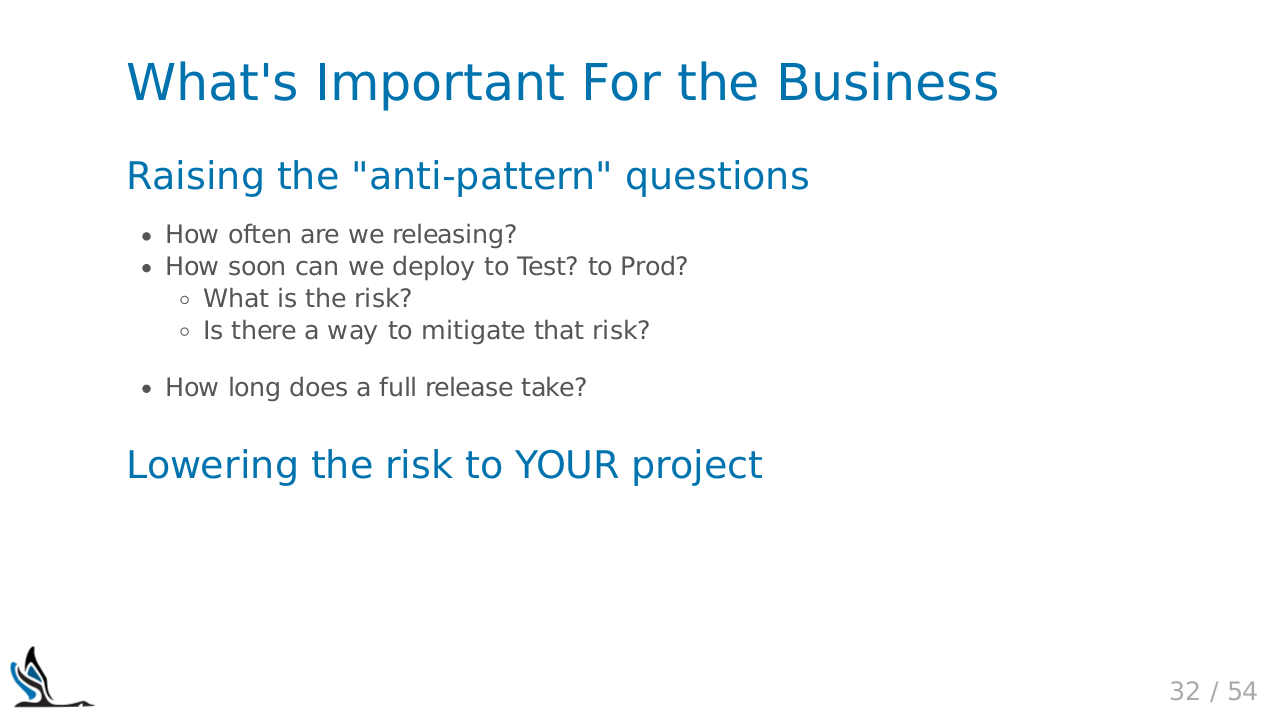 What's Important For the Business
Raising the "anti-pattern" questions
How often are we releasing?
How soon can we deploy to Test? to Prod?
What is the risk?
Is there a way to mitigate that risk?
How long does a full release take?
Lowering the risk to YOUR project
32 / 54